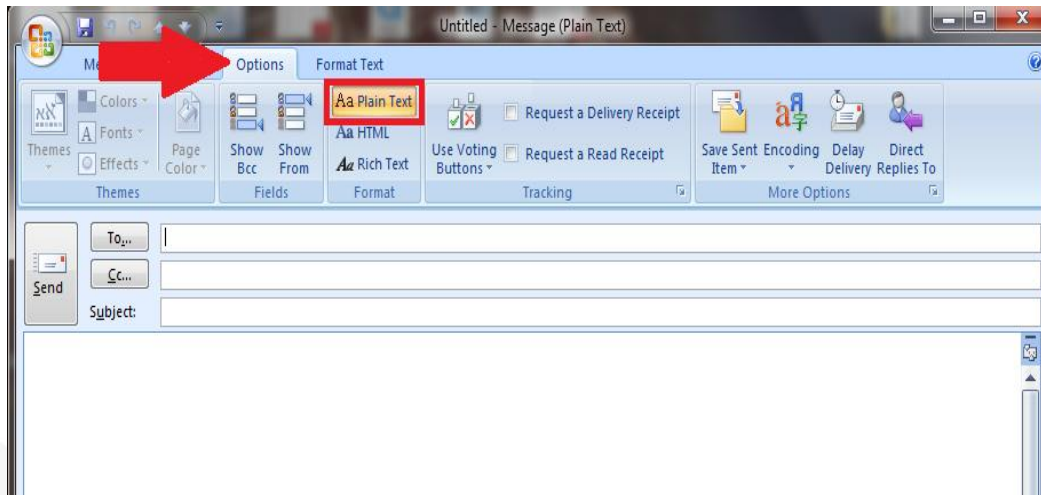 Untitled - Message (Plain Text)
Options Format Text
Colors
Fonts
Effects
Themes
Page Color
Themes
Show Bcc
Show From
Fields
Aa Plain Text
Aa HTML
Aa Rich Text
Format
Use Voting Buttons
Request a Delivery Receipt
Request a Read Receipt
Tracking
Save Sent Item
Encoding
Delay Delivery
Direct Replies To
More Options
To...
Cc...
Send
Subject: